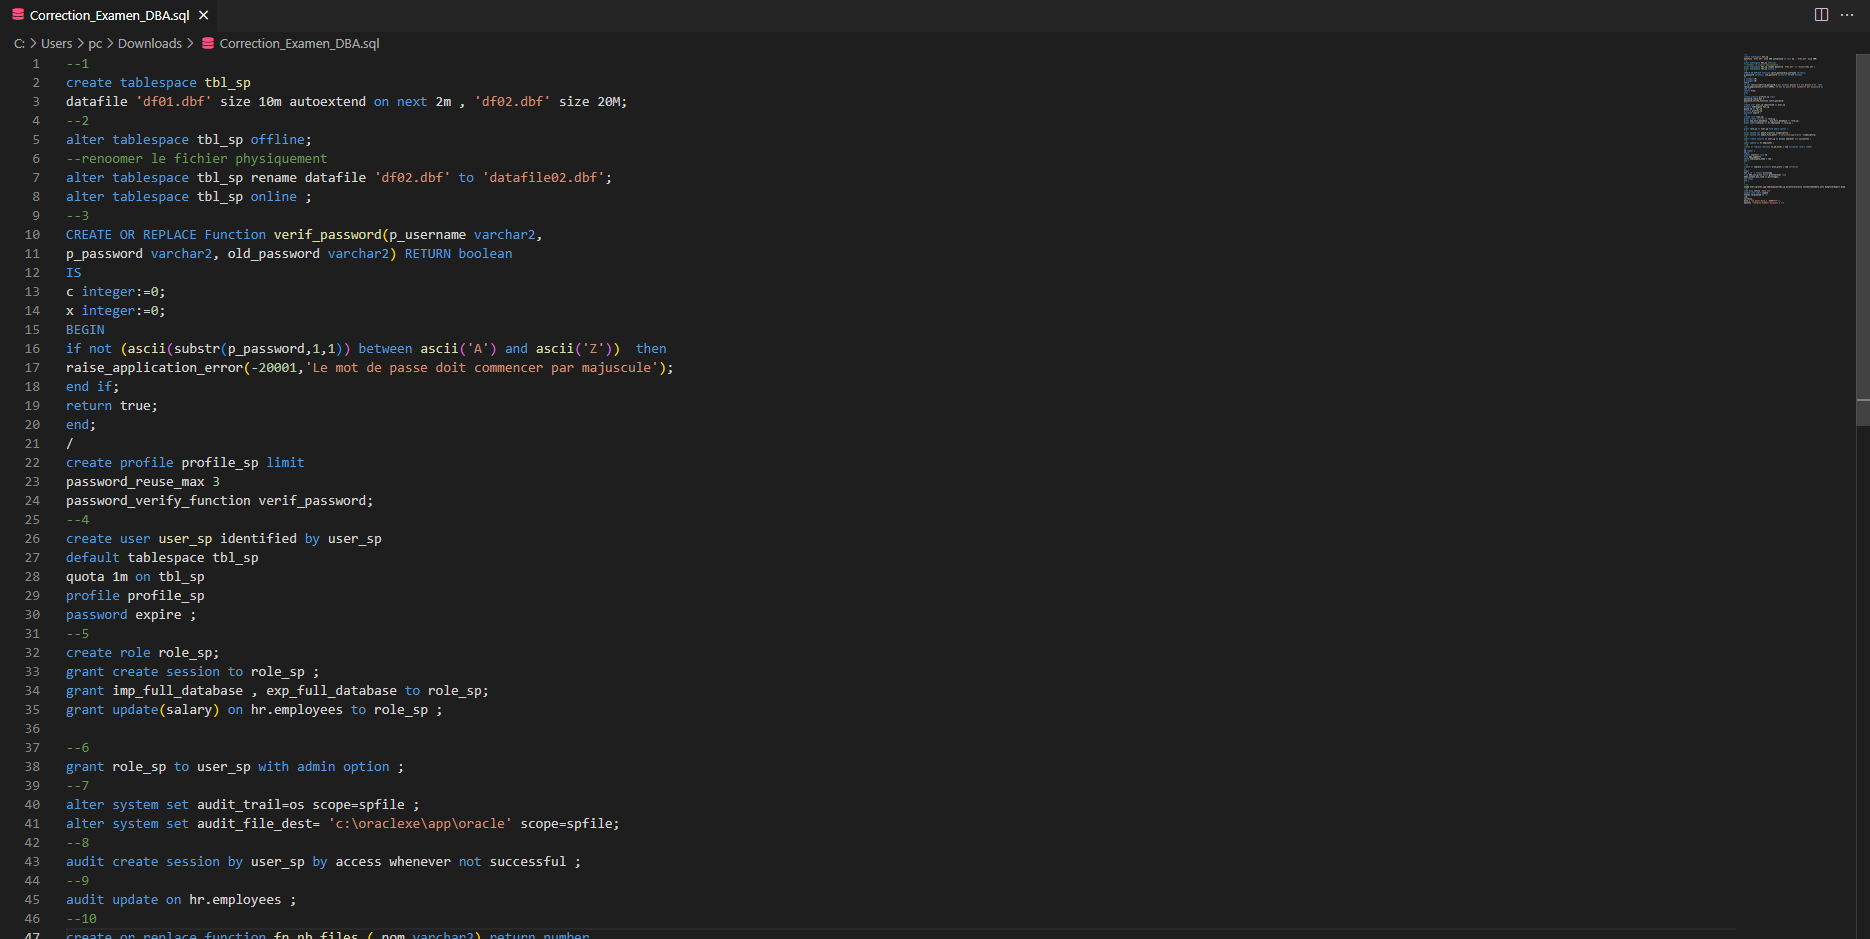 Correction_Examen_DBA.sql
C: > Users > pc > Downloads > Correction_Examen_DBA.sql
1 --1
2 create tablespace tbl_sp
3 datafile 'df01.dbf' size 10m autoextend on next 2m , 'df02.dbf' size 20M;
4 --2
5 alter tablespace tbl_sp offline;
6 --renoomer le fichier physiquement
7 alter tablespace tbl_sp rename datafile 'df02.dbf' to 'datafile02.dbf';
8 alter tablespace tbl_sp online ;
9 --3
10 CREATE OR REPLACE Function verif_password(p_username varchar2,
11 p_password varchar2, old_password varchar2) RETURN boolean
12 IS
13 c integer:=0;
14 x integer:=0;
15 BEGIN
16 if not (ascii(substr(p_password,1,1)) between ascii('A') and ascii('Z'))  then
17 raise_application_error(-20001,'Le mot de passe doit commencer par majuscule');
18 end if;
19 return true;
20 end;
21 /
22 create profile profile_sp limit
23 password_reuse_max 3
24 password_verify_function verif_password;
25 --4
26 create user user_sp identified by user_sp
27 default tablespace tbl_sp
28 quota 1m on tbl_sp
29 profile profile_sp
30 password expire ;
31 --5
32 create role role_sp;
33 grant create session to role_sp ;
34 grant imp_full_database , exp_full_database to role_sp;
35 grant update(salary) on hr.employees to role_sp ;
36
37 --6
38 grant role_sp to user_sp with admin option ;
39 --7
40 alter system set audit_trail=os scope=spfile ;
41 alter system set audit_file_dest= 'c:\oraclexe\app\oracle' scope=spfile;
42 --8
43 audit create session by user_sp by access whenever not successful ;
44 --9
45 audit update on hr.employees ;
46 --10
47 create or replace function fn_nb_files ( nom varchar2) return number